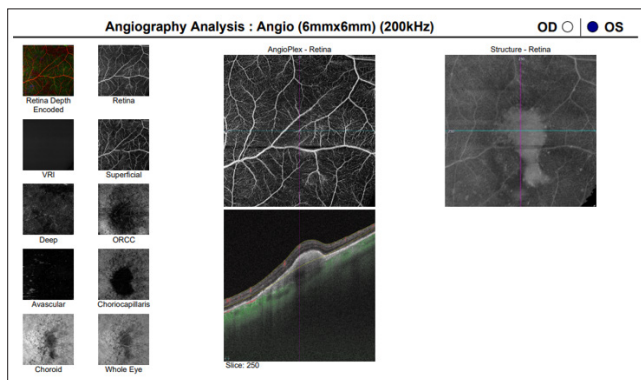 Angiography Analysis : Angio (6mmx6mm) (200kHz)
OD
OS
AngioPlex - Retina
Structure - Retina
Retina Depth
Encoded
Retina
VRI
Superficial
Deep
ORCC
Avascular
Choriocapillaris
Choroid
Whole Eye
Slice: 250